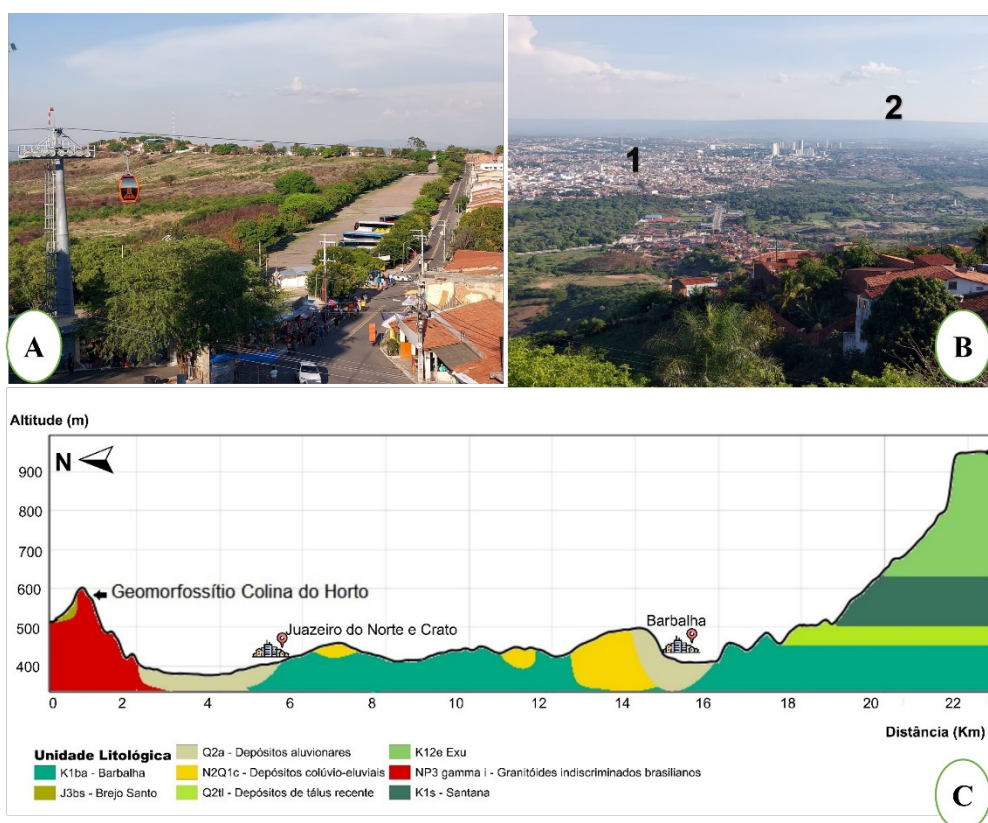 A
1
2
B
Altitude (m)
N
900
800
700
600
500
400
Geomorfossítio Colina do Horto
Juazeiro do Norte e Crato
Barbalha
0 2 4 6 8 10 12 14 16 18 20 22
Distância (Km)
Unidade Litológica
K1ba - Barbalha
J3bs - Brejo Santo
Q2a - Depósitos aluvionares
N2Q1c - Depósitos colúvio-eluviais
Q2tl - Depósitos de tálus recente
K12e Exu
NP3 gamma i - Granitóides indiscriminados brasilianos
K1s - Santana
C